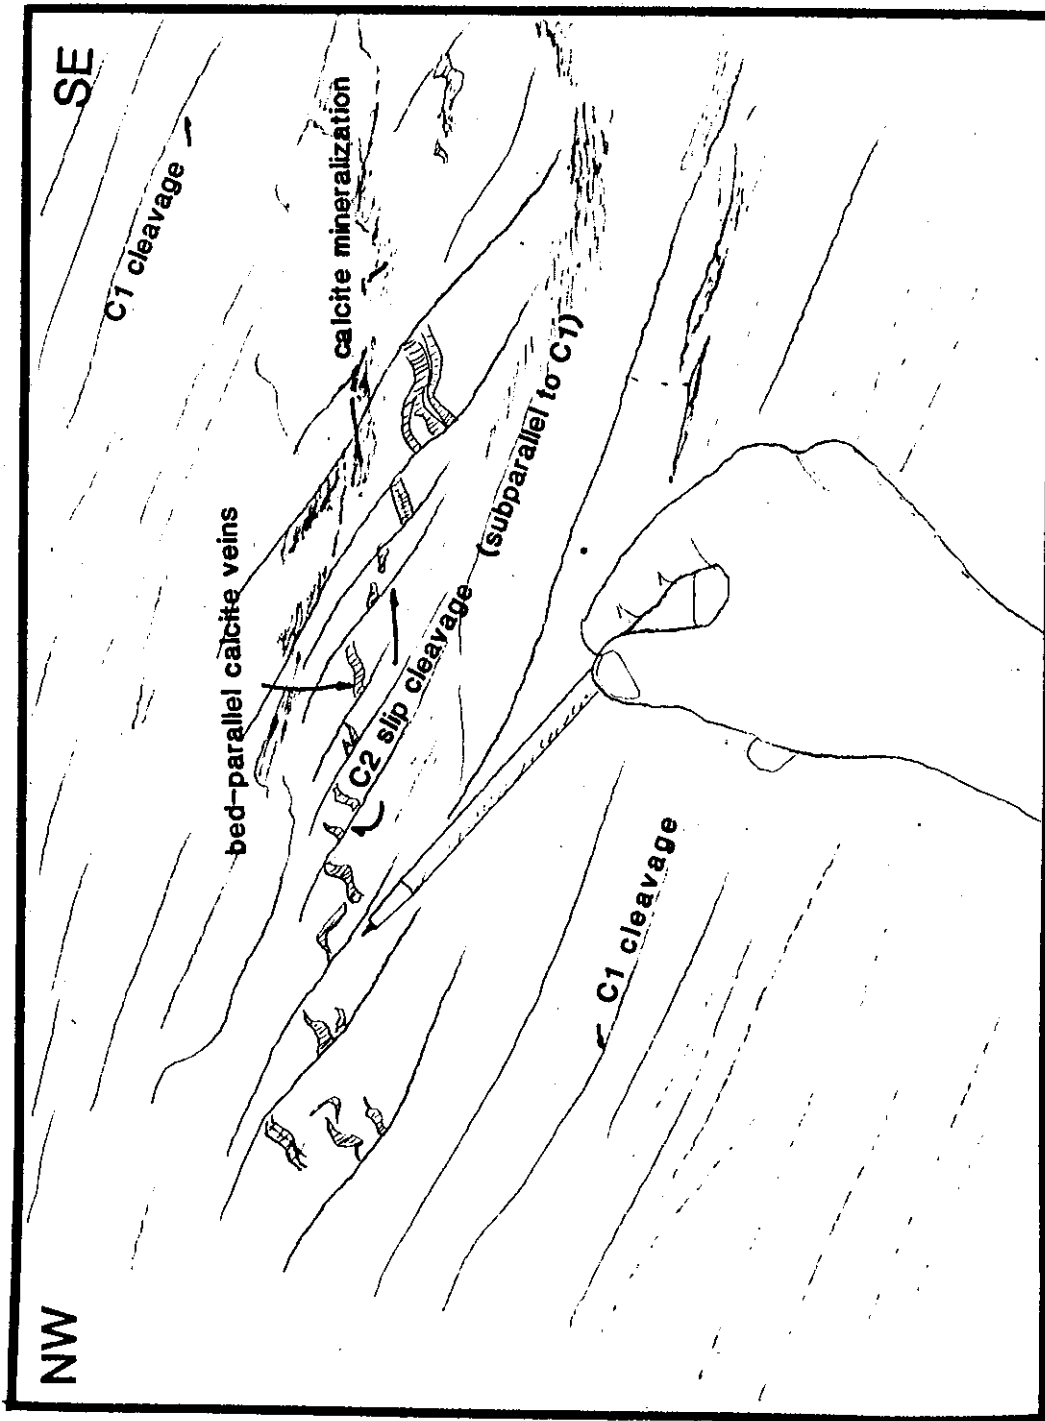 NW
SE
C1 cleavage
calcite mineralization
bed-parallel calcite veins
C2 slip cleavage (subparallel to C1)
C1 cleavage